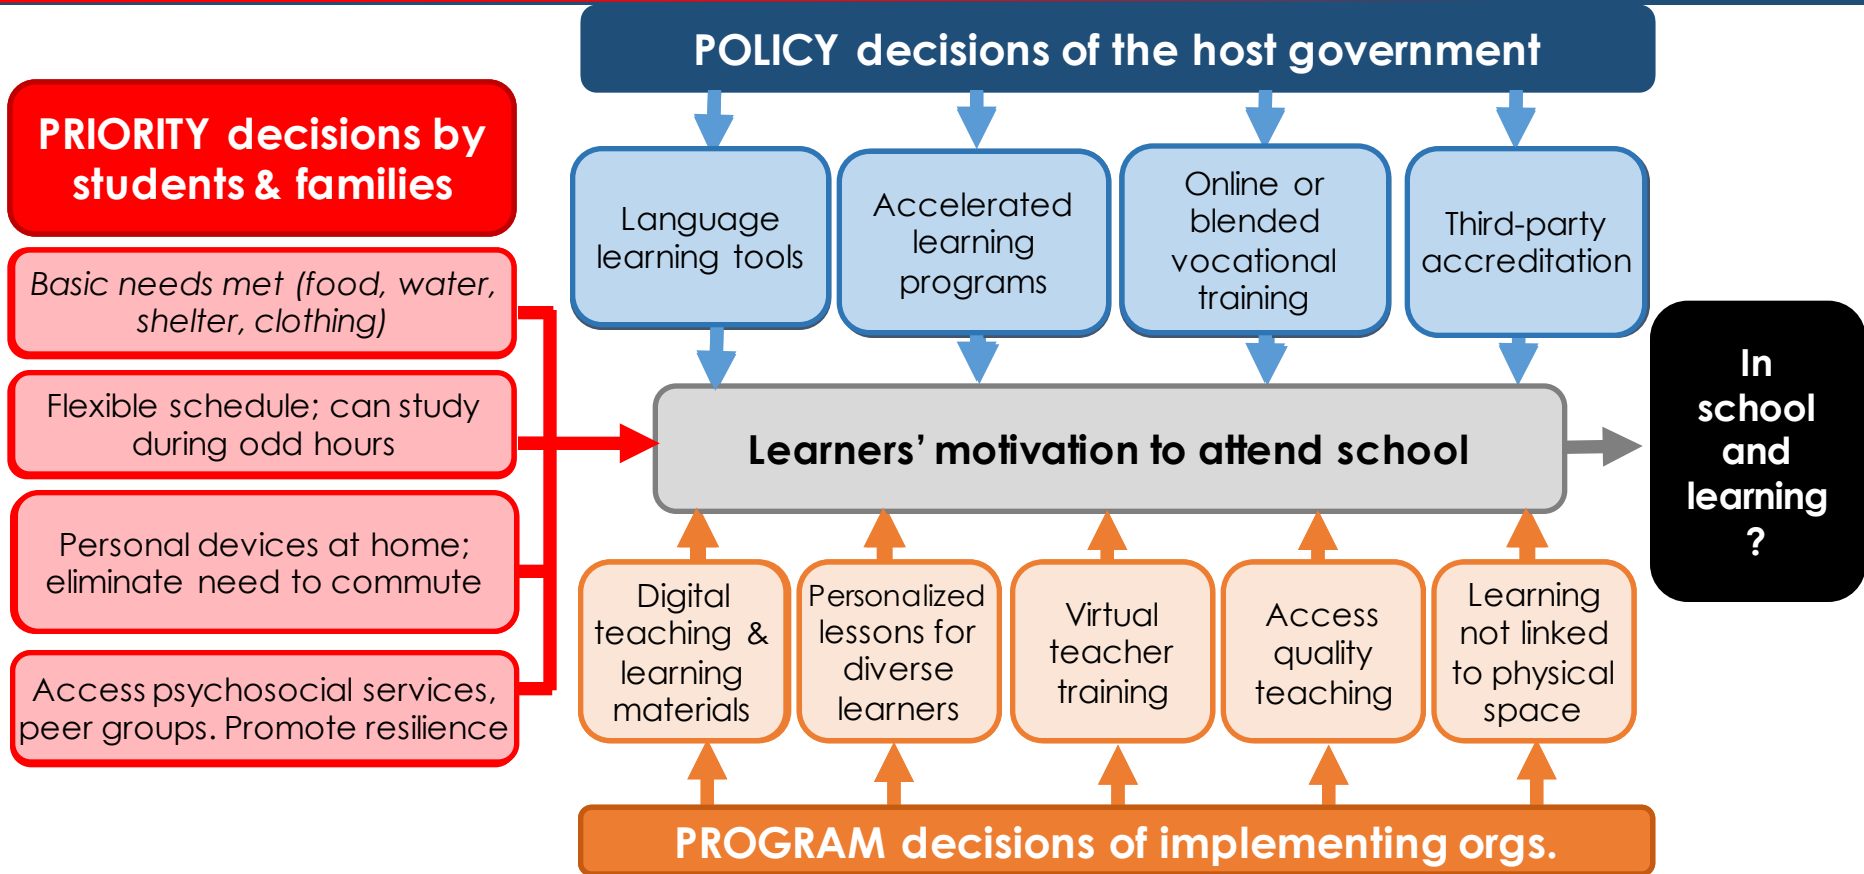 POLICY decisions of the host government
PRIORITY decisions by
students & families
Basic needs met (food, water,
shelter, clothing)
Flexible schedule; can study
during odd hours
Personal devices at home;
eliminate need to commute
Access psychosocial services,
peer groups. Promote resilience
Language
learning tools
Accelerated
learning
programs
Online or
blended
vocational
training
Third-party
accreditation
Learners’ motivation to attend school
In
school
and
learning
?
Digital
teaching &
learning
materials
Personalized
lessons for
diverse
learners
Virtual
teacher
training
Access
quality
teaching
Learning
not linked
to physical
space
PROGRAM decisions of implementing orgs.